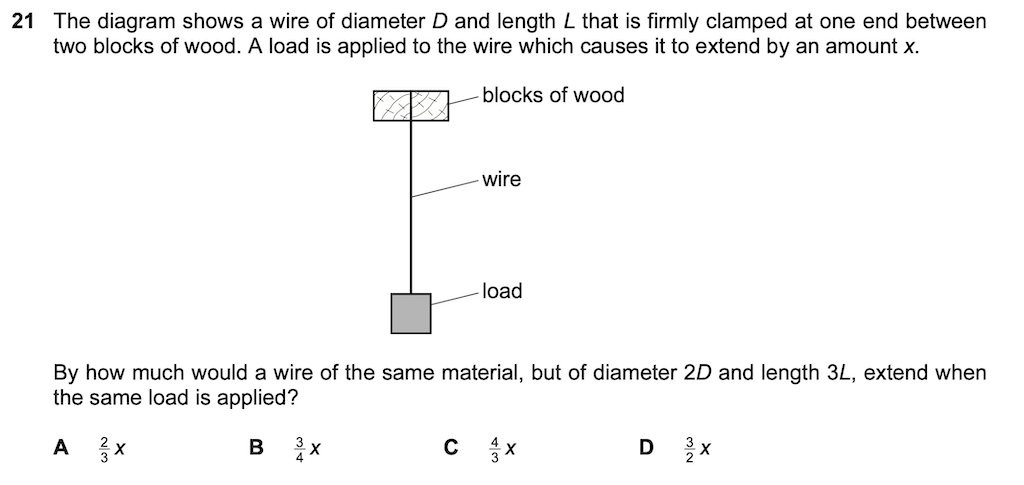 21 The diagram shows a wire of diameter D and length L that is firmly clamped at one end between
two blocks of wood. A load is applied to the wire which causes it to extend by an amount x.
blocks of wood
wire
load
By how much would a wire of the same material, but of diameter 2D and length 3L, extend when
the same load is applied?
A 2/3 x B 3/4 x C 4/3 x D 3/2 x